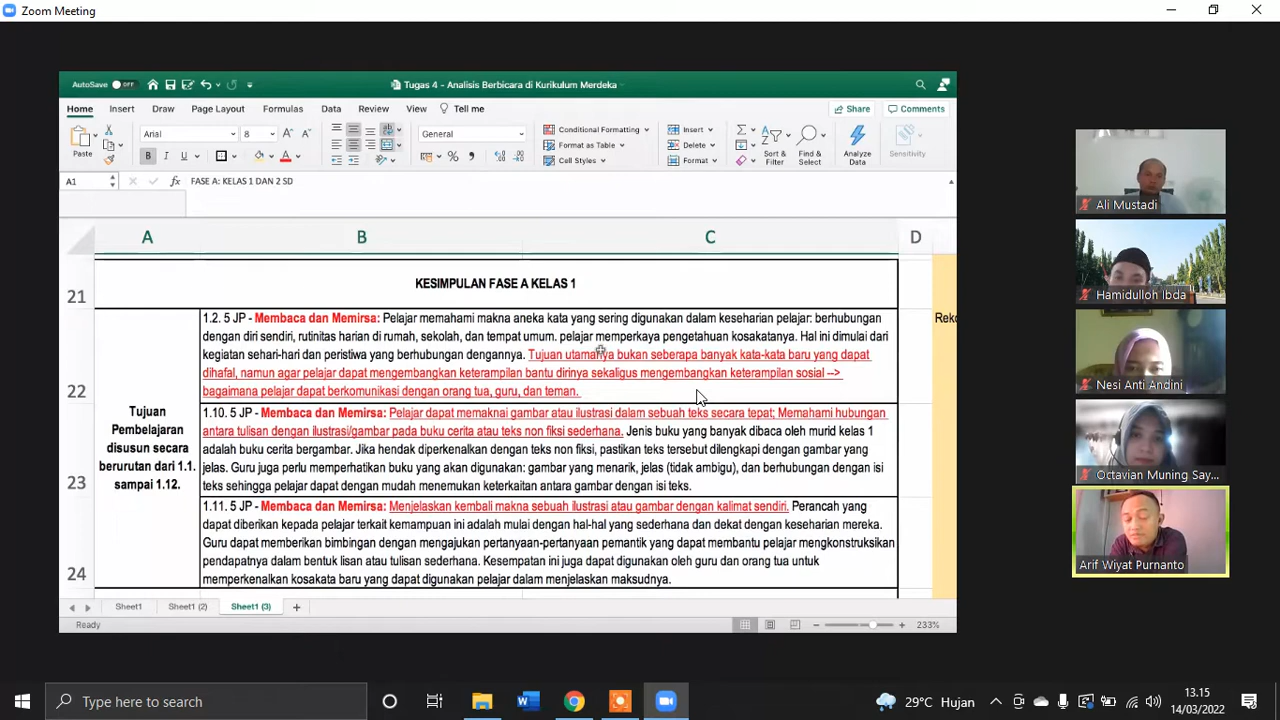 Zoom Meeting
AutoSave OFF
Tugas 4 - Analisis Berbicara di Kurikulum Merdeka
Home Insert Draw Page Layout Formulas Data Review View Tell me Share Comments
Paste
Arial 8
B I U
General
Conditional Formatting
Format as Table
Cell Styles
Insert
Delete
Format
Sort & Filter
Find & Select
Analyze Data
Sensitivity
A1 fx FASE A: KELAS 1 DAN 2 SD
A B C D
21 KESIMPULAN FASE A KELAS 1
22
1.2. 5 JP - Membaca dan Memirsa: Pelajar memahami makna aneka kata yang sering digunakan dalam keseharian pelajar: berhubungan
dengan diri sendiri, rutinitas harian di rumah, sekolah, dan tempat umum. pelajar memperkaya pengetahuan kosakatanya. Hal ini dimulai dari
kegiatan sehari-hari dan peristiwa yang berhubungan dengannya. Tujuan utamanya bukan seberapa banyak kata-kata baru yang dapat
dihafal, namun agar pelajar dapat mengembangkan keterampilan bantu dirinya sekaligus mengembangkan keterampilan sosial -->
bagaimana pelajar dapat berkomunikasi dengan orang tua, guru, dan teman.
Reko
Tujuan
Pembelajaran
disusun secara
berurutan dari 1.1.
sampai 1.12.
23
1.10. 5 JP - Membaca dan Memirsa: Pelajar dapat memaknai gambar atau ilustrasi dalam sebuah teks secara tepat; Memahami hubungan
antara tulisan dengan ilustrasi/gambar pada buku cerita atau teks non fiksi sederhana. Jenis buku yang banyak dibaca oleh murid kelas 1
adalah buku cerita bergambar. Jika hendak diperkenalkan dengan teks non fiksi, pastikan teks tersebut dilengkapi dengan gambar yang
jelas. Guru juga perlu memperhatikan buku yang akan digunakan: gambar yang menarik, jelas (tidak ambigu), dan berhubungan dengan isi
teks sehingga pelajar dapat dengan mudah menemukan keterkaitan antara gambar dengan isi teks.
24
1.11. 5 JP - Membaca dan Memirsa: Menjelaskan kembali makna sebuah ilustrasi atau gambar dengan kalimat sendiri. Perancah yang
dapat diberikan kepada pelajar terkait kemampuan ini adalah mulai dengan hal-hal yang sederhana dan dekat dengan keseharian mereka.
Guru dapat memberikan bimbingan dengan mengajukan pertanyaan-pertanyaan pemantik yang dapat membantu pelajar mengkonstruksikan
pendapatnya dalam bentuk lisan atau tulisan sederhana. Kesempatan ini juga dapat digunakan oleh guru dan orang tua untuk
memperkenalkan kosakata baru yang dapat digunakan pelajar dalam menjelaskan maksudnya.
Sheet1 Sheet1 (2) Sheet1 (3)
Ready
233%
Ali Mustadi
Hamidulloh Ibda
Nesi Anti Andini
Octavian Muning Say...
Arif Wiyat Purnanto
Type here to search
29°C Hujan
13.15
14/03/2022